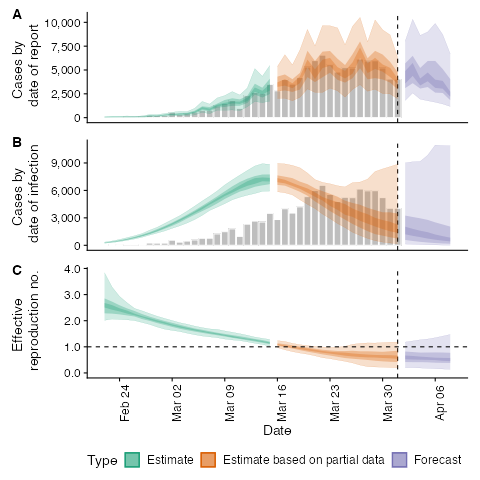 A
Cases by
date of report
10,000
7,500
5,000
2,500
0
B
Cases by
date of infection
9,000
6,000
3,000
0
C
Effective
reproduction no.
4.0
3.0
2.0
1.0
0.0
Feb 24
Mar 02
Mar 09
Mar 16
Mar 23
Mar 30
Apr 06
Date
Type Estimate Estimate based on partial data Forecast